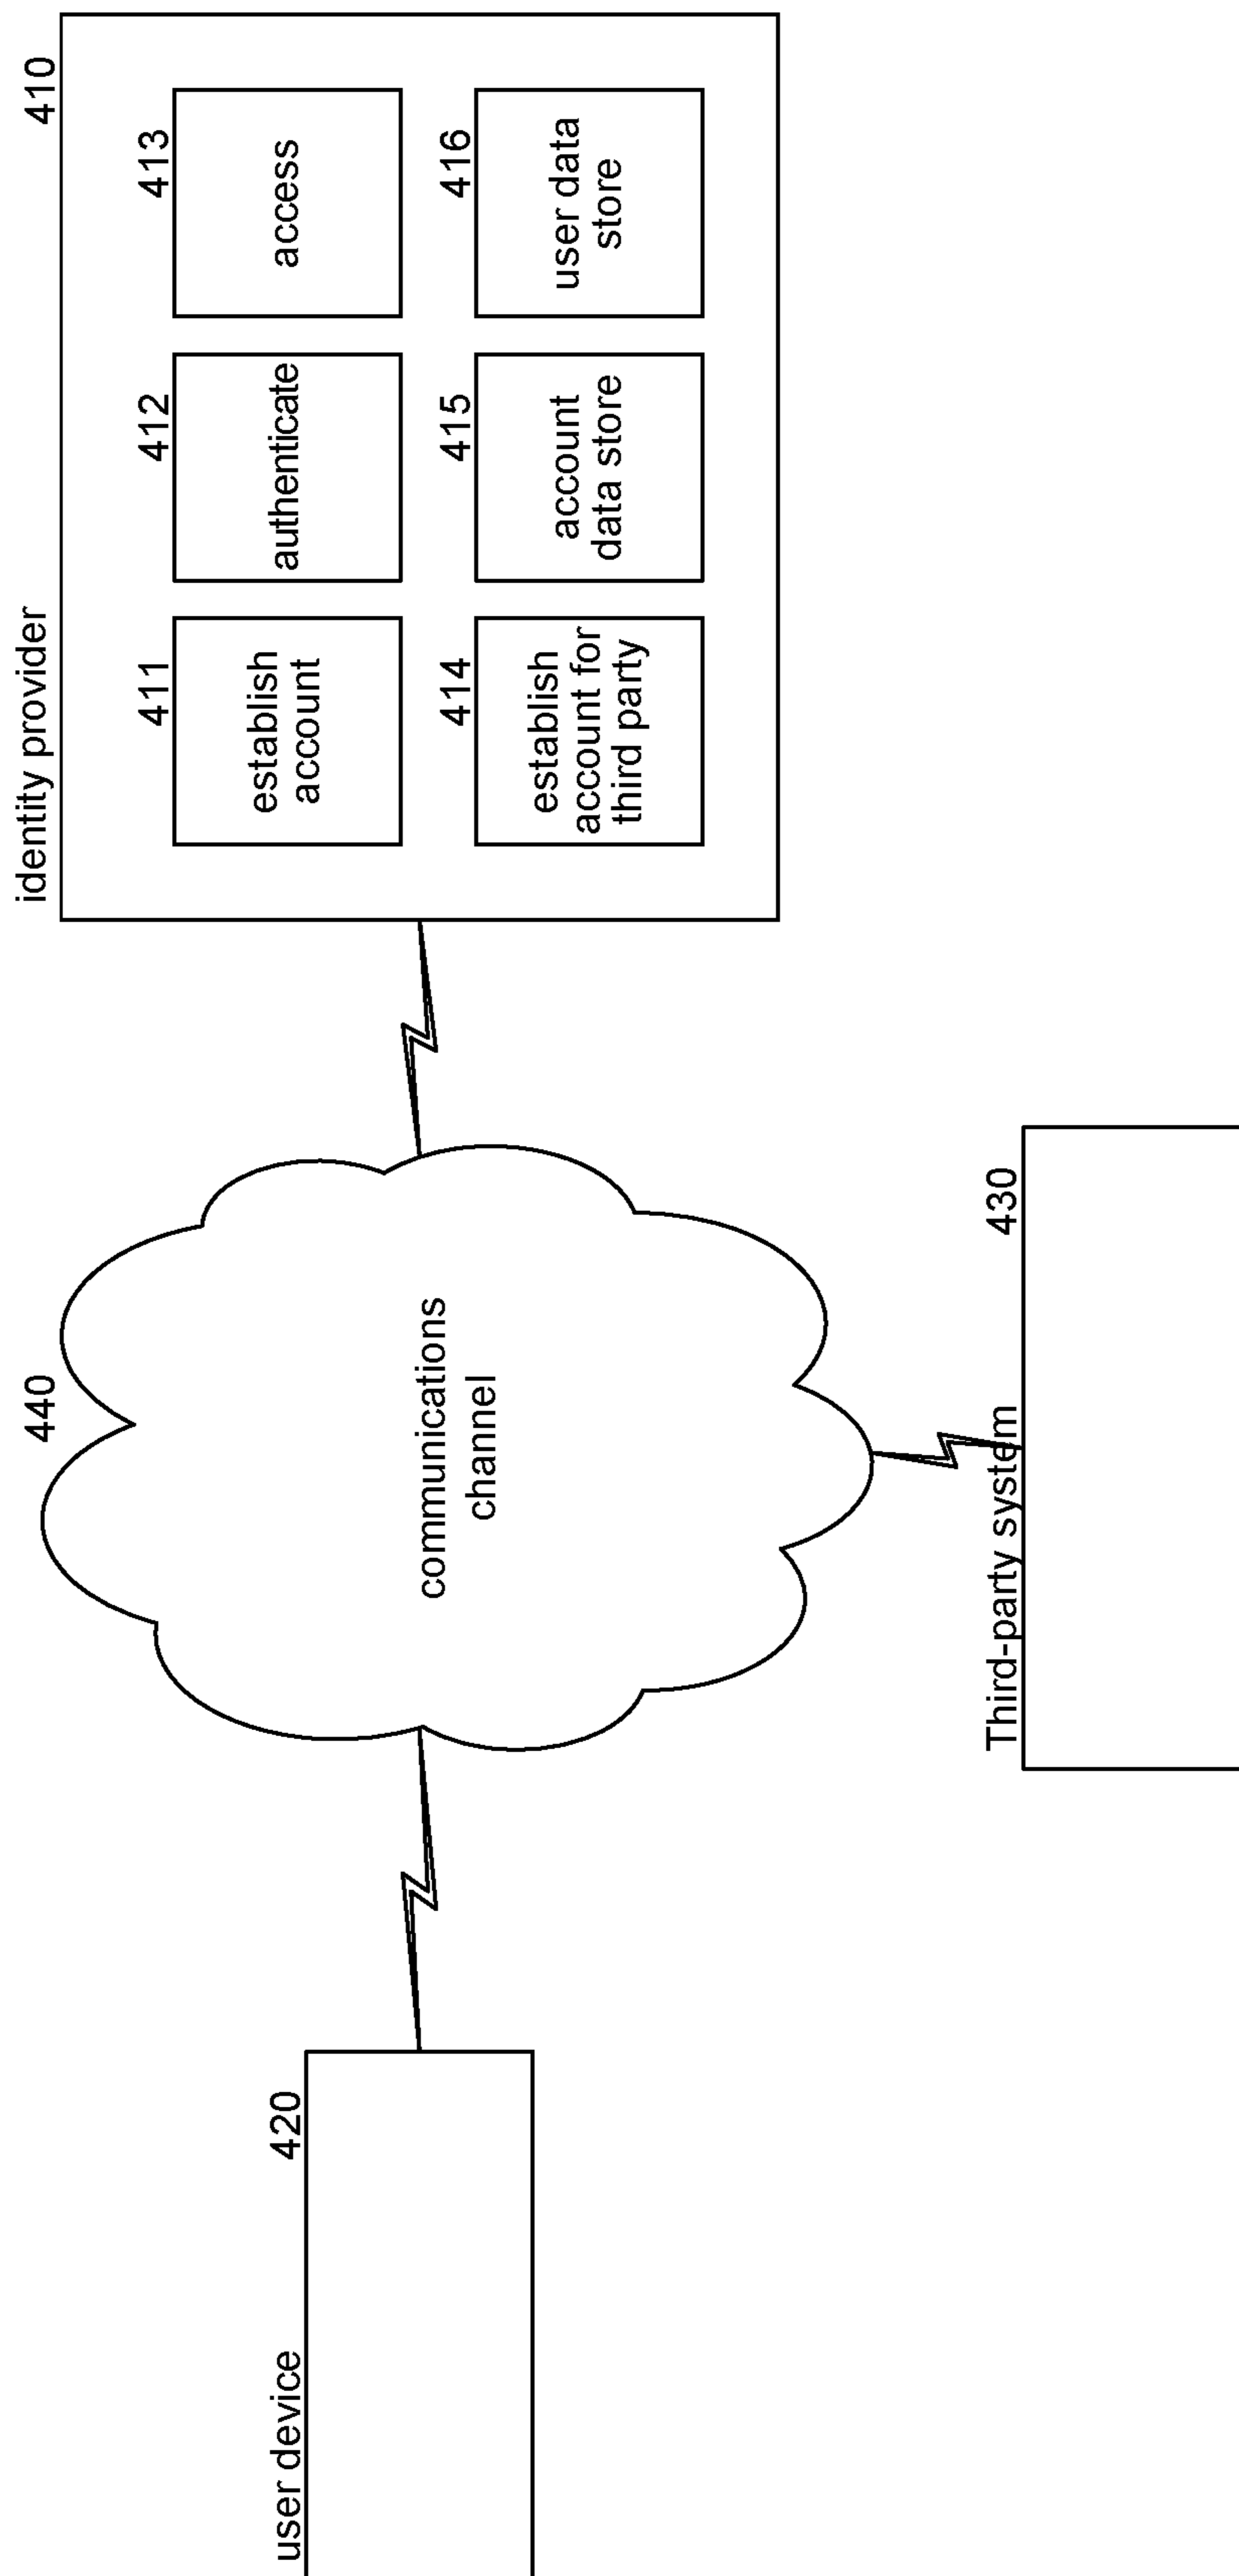 identity provider
410
411
establish
account
412
authenticate
413
access
414
establish
account for
third party
415
account
data store
416
user data
store
440
communications
channel
user device
420
Third-party system
430